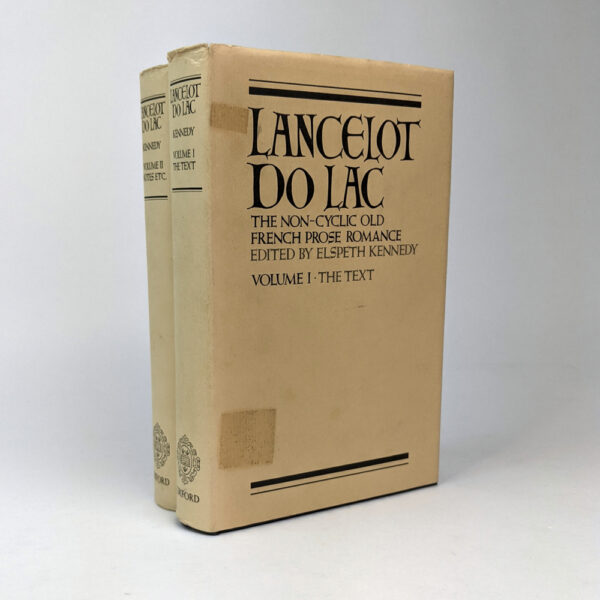 LANCELOT
DO LAC
KENNEDY
VOLUME II
NOTES ETC.
OXFORD
LANCELOT
DO LAC
KENNEDY
VOLUME I
THE TEXT
OXFORD
LANCELOT
DO LAC
THE NON-CYCLIC OLD
FRENCH PROSE ROMANCE
EDITED BY ELSPETH KENNEDY
VOLUME I · THE TEXT